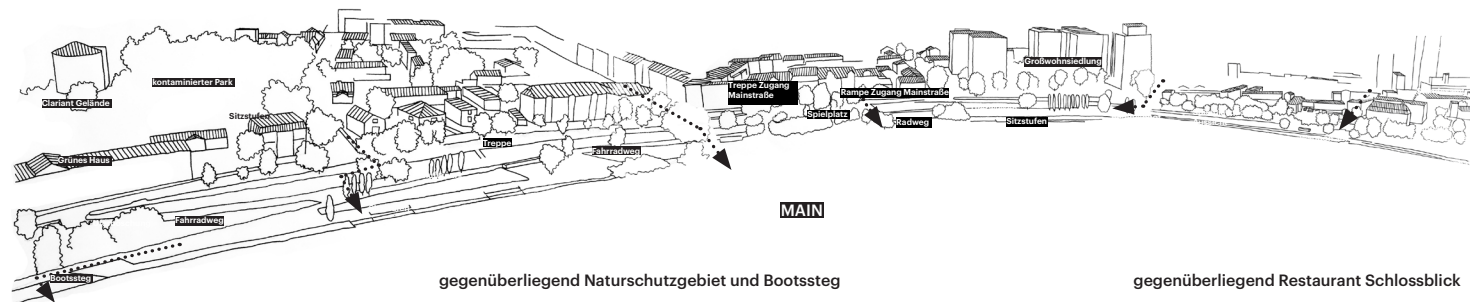 Clariant Gelände
kontaminierter Park
Sitzstufen
Grünes Haus
Treppe
Fahrradweg
Fahrradweg
Bootssteg
Treppe Zugang
Mainstraße
Rampe Zugang Mainstraße
Spielplatz
Radweg
Großwohnsiedlung
Sitzstufen
MAIN
gegenüberliegend Naturschutzgebiet und Bootssteg
gegenüberliegend Restaurant Schlossblick